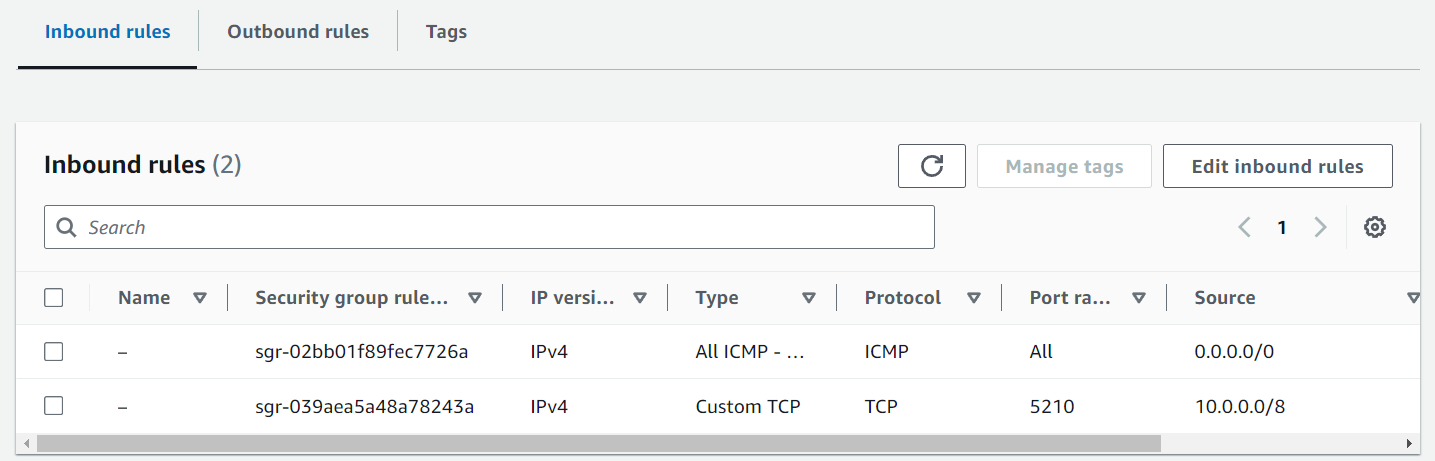 Inbound rules Outbound rules Tags
Inbound rules (2) Manage tags Edit inbound rules
Search 1
Name Security group rule... IP versi... Type Protocol Port ra... Source
– sgr-02bb01f89fec7726a IPv4 All ICMP - ... ICMP All 0.0.0.0/0
– sgr-039aea5a48a78243a IPv4 Custom TCP TCP 5210 10.0.0.0/8